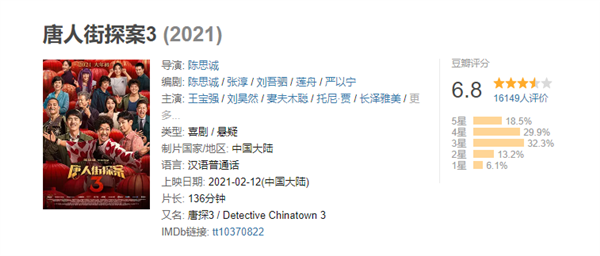 唐人街探案3 (2021)
2021 大年初一
唐人街探案
3
导演: 陈思诚
编剧: 陈思诚 / 张淳 / 刘吾驷 / 莲舟 / 严以宁
主演: 王宝强 / 刘昊然 / 妻夫木聪 / 托尼·贾 / 长泽雅美 / 更
多...
类型: 喜剧 / 悬疑
制片国家/地区: 中国大陆
语言: 汉语普通话
上映日期: 2021-02-12(中国大陆)
片长: 136分钟
又名: 唐探3 / Detective Chinatown 3
IMDb链接: tt10370822
豆瓣评分
6.8
16149人评价
5星 18.5%
4星 29.9%
3星 32.3%
2星 13.2%
1星 6.1%